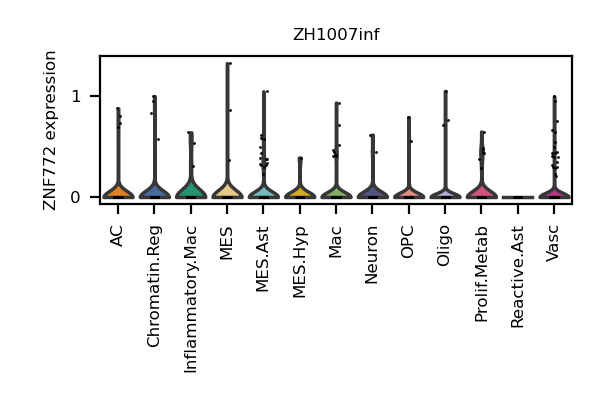 ZH1007inf
ZNF772 expression
1
0
AC
Chromatin.Reg
Inflammatory.Mac
MES
MES.Ast
MES.Hyp
Mac
Neuron
OPC
Oligo
Prolif.Metab
Reactive.Ast
Vasc